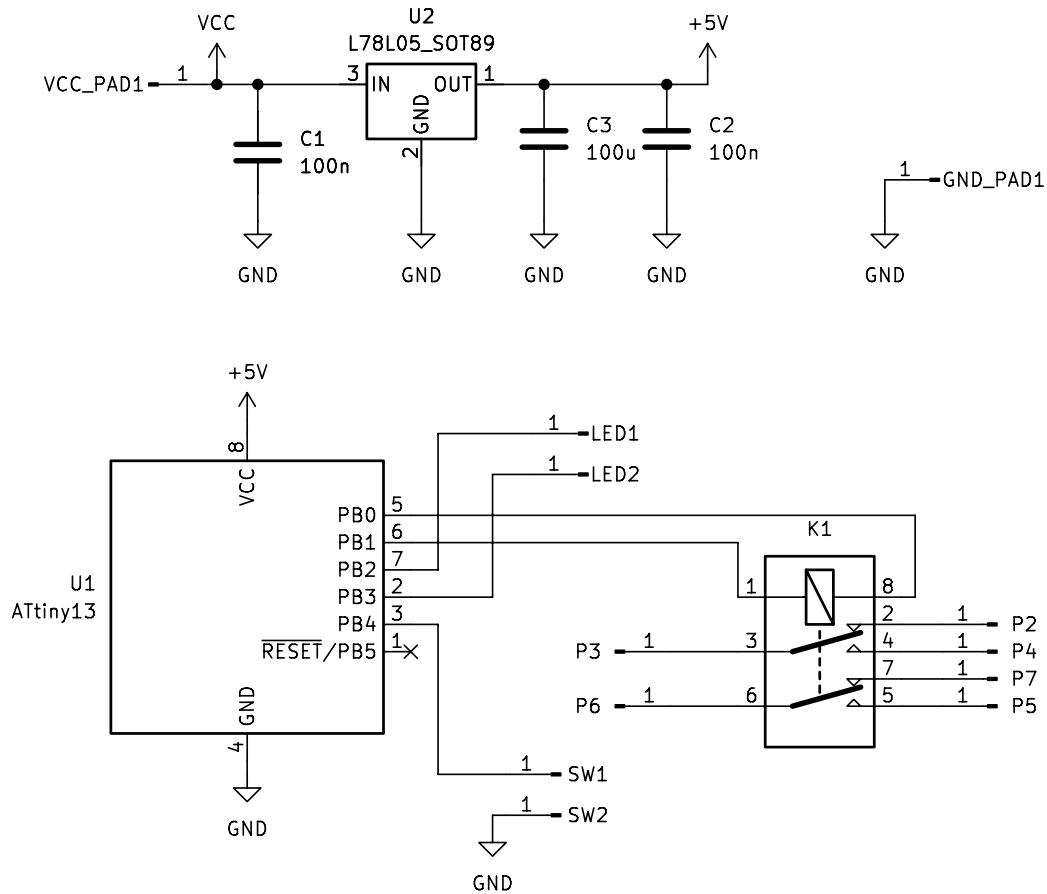 VCC
U2
L78L05_SOT89
+5V
VCC_PAD1
1
3
IN
OUT
1
GND
2
C1
100n
C3
100u
C2
100n
1
GND_PAD1
GND
GND
GND
GND
GND
+5V
8
VCC
1
LED1
1
LED2
PB0
5
PB1
6
PB2
7
PB3
2
PB4
3
RESET/PB5
1
U1
ATtiny13
GND
4
GND
K1
1
8
2
1
P2
P3
1
3
4
1
P4
7
1
P7
P6
1
6
5
1
P5
1
SW1
1
SW2
GND